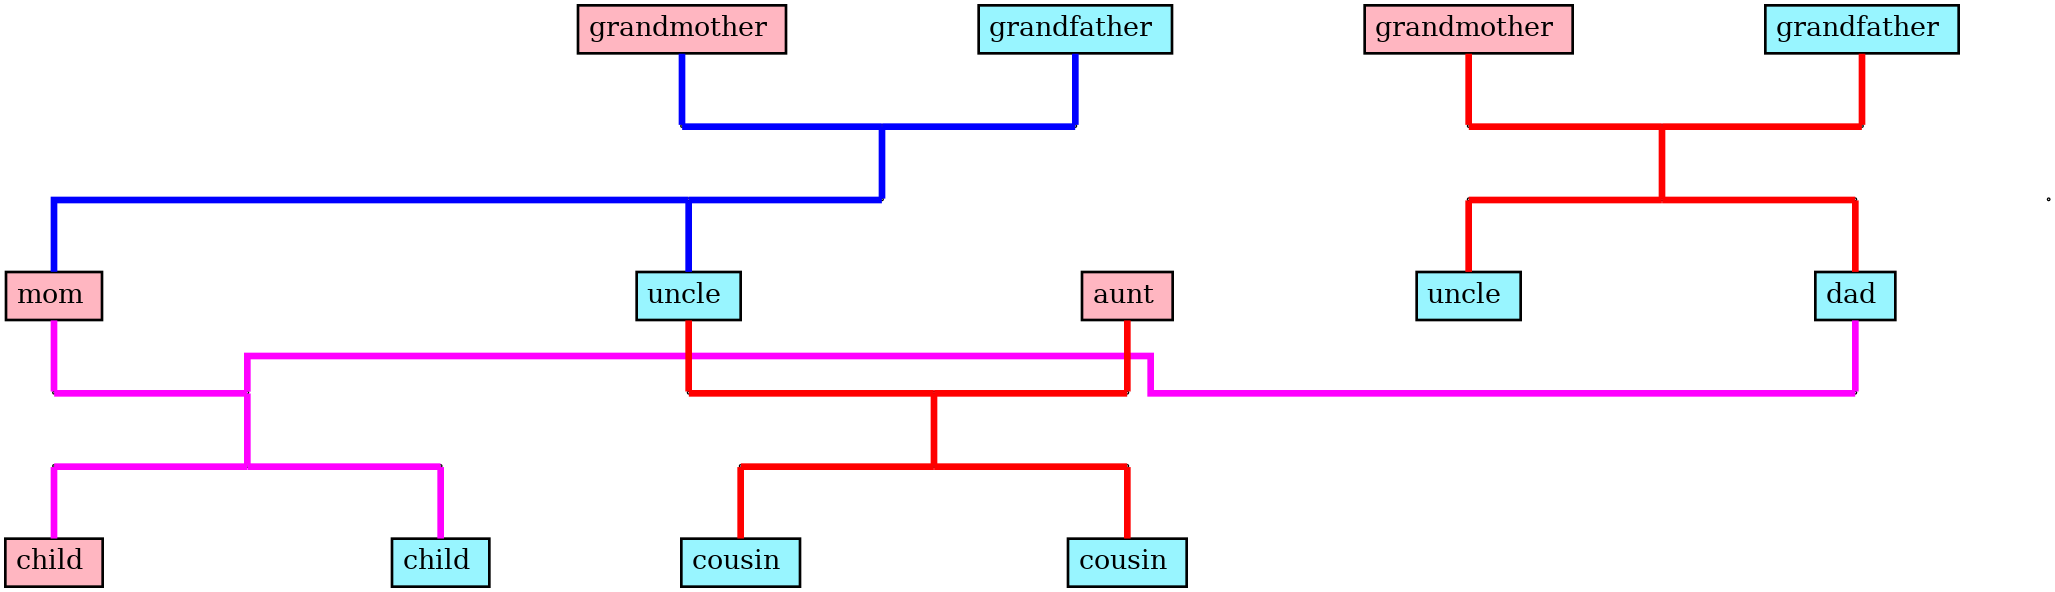 grandmother
grandfather
grandmother
grandfather
mom
uncle
aunt
uncle
dad
child
child
cousin
cousin